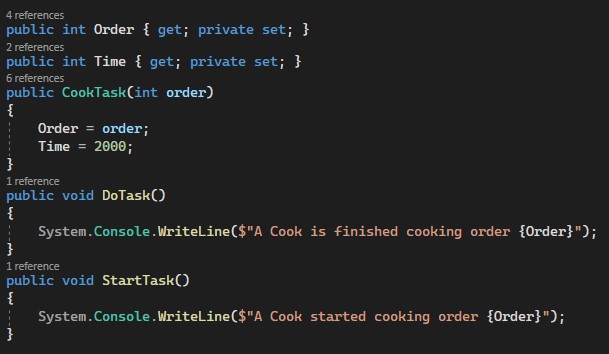 4 references
public int Order { get; private set; }
2 references
public int Time { get; private set; }
6 references
public CookTask(int order)
{
Order = order;
Time = 2000;
}
1 reference
public void DoTask()
{
System.Console.WriteLine($"A Cook is finished cooking order {Order}");
}
1 reference
public void StartTask()
{
System.Console.WriteLine($"A Cook started cooking order {Order}");
}